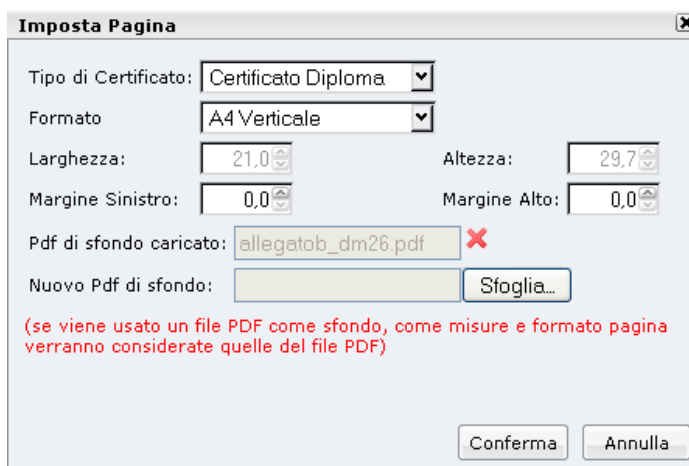 Imposta Pagina
Tipo di Certificato: Certificato Diploma
Formato A4 Verticale
Larghezza: 21,0 Altezza: 29,7
Margine Sinistro: 0,0 Margine Alto: 0,0
Pdf di sfondo caricato: allegatob_dm26.pdf
Nuovo Pdf di sfondo: Sfoglia...
(se viene usato un file PDF come sfondo, come misure e formato pagina
verranno considerate quelle del file PDF)
Conferma Annulla